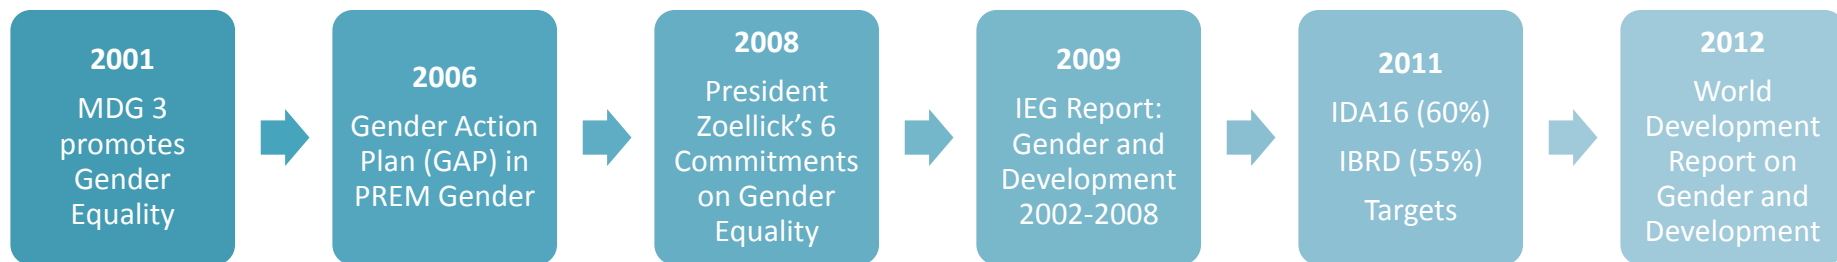 2001
MDG 3
promotes
Gender
Equality
2006
Gender Action
Plan (GAP) in
PREM Gender
2008
President
Zoellick’s 6
Commitments
on Gender
Equality
2009
IEG Report:
Gender and
Development
2002-2008
2011
IDA16 (60%)
IBRD (55%)
Targets
2012
World
Development
Report on
Gender and
Development